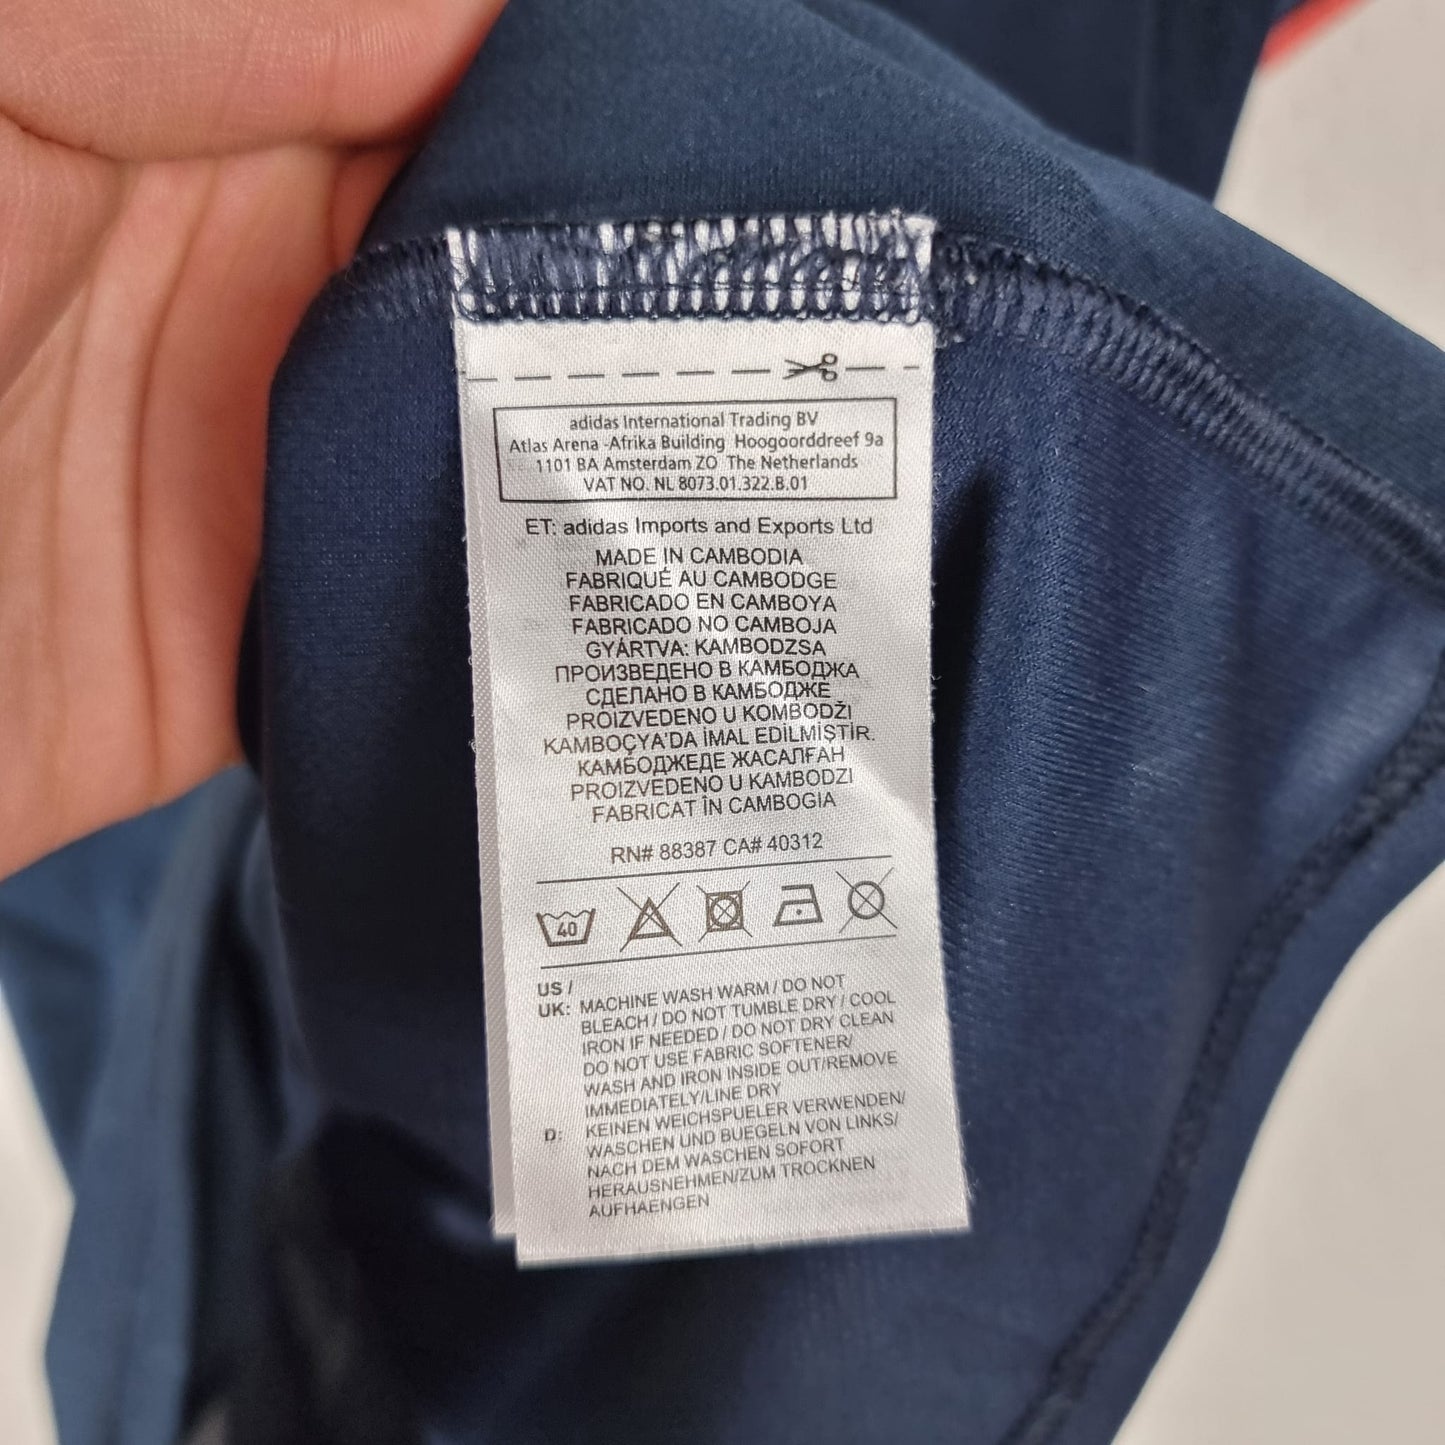 adidas International Trading BV
Atlas Arena -Afrika Building Hoogoorddreef 9a
1101 BA Amsterdam ZO The Netherlands
VAT NO. NL 8073.01.322.B.01
ET: adidas Imports and Exports Ltd
MADE IN CAMBODIA
FABRIQUÉ AU CAMBODGE
FABRICADO EN CAMBOYA
FABRICADO NO CAMBOJA
GYÁRTVA: KAMBODZSA
ПРОИЗВЕДЕНО В КАМБОДЖА
СДЕЛАНО В КАМБОДЖЕ
PROIZVEDENO U KOMBODŽI
KAMBOÇYA'DA İMAL EDİLMİŞTİR.
КАМБОДЖЕДЕ ЖАСАЛҒАН
PROIZVEDENO U KAMBODZI
FABRICAT ÎN CAMBOGIA
RN# 88387 CA# 40312
40
US /
UK: MACHINE WASH WARM / DO NOT
BLEACH / DO NOT TUMBLE DRY / COOL
IRON IF NEEDED / DO NOT DRY CLEAN
DO NOT USE FABRIC SOFTENER/
WASH AND IRON INSIDE OUT/REMOVE
IMMEDIATELY/LINE DRY
D: KEINEN WEICHSPUELER VERWENDEN/
WASCHEN UND BUEGELN VON LINKS/
NACH DEM WASCHEN SOFORT
HERAUSNEHMEN/ZUM TROCKNEN
AUFHAENGEN